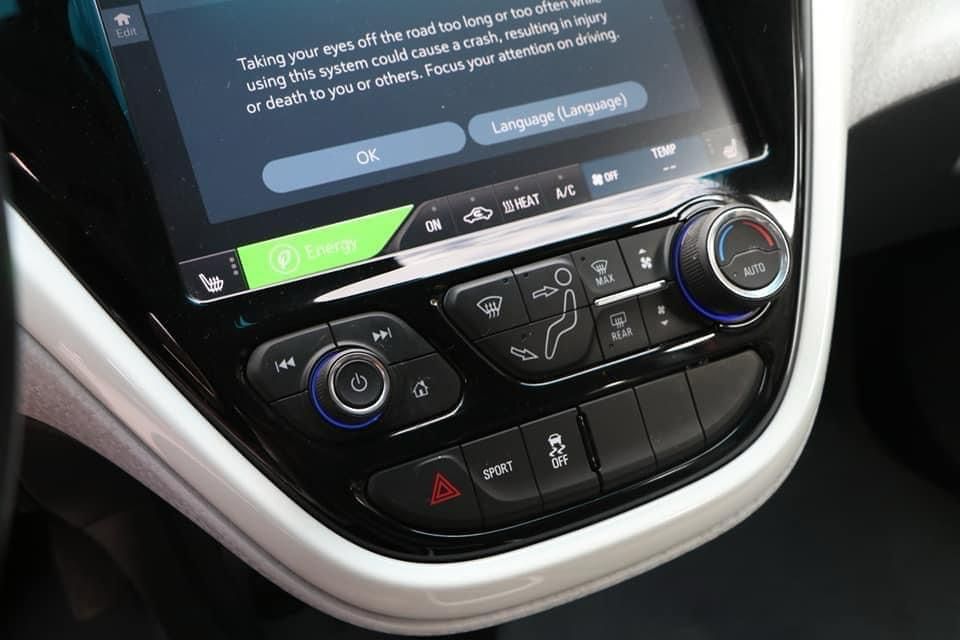 Edit
Taking your eyes off the road too long or too often while
using this system could cause a crash, resulting in injury
or death to you or others. Focus your attention on driving.
OK
Language (Language)
Energy
ON
HEAT
A/C
OFF
TEMP
--
MAX
REAR
AUTO
SPORT
OFF